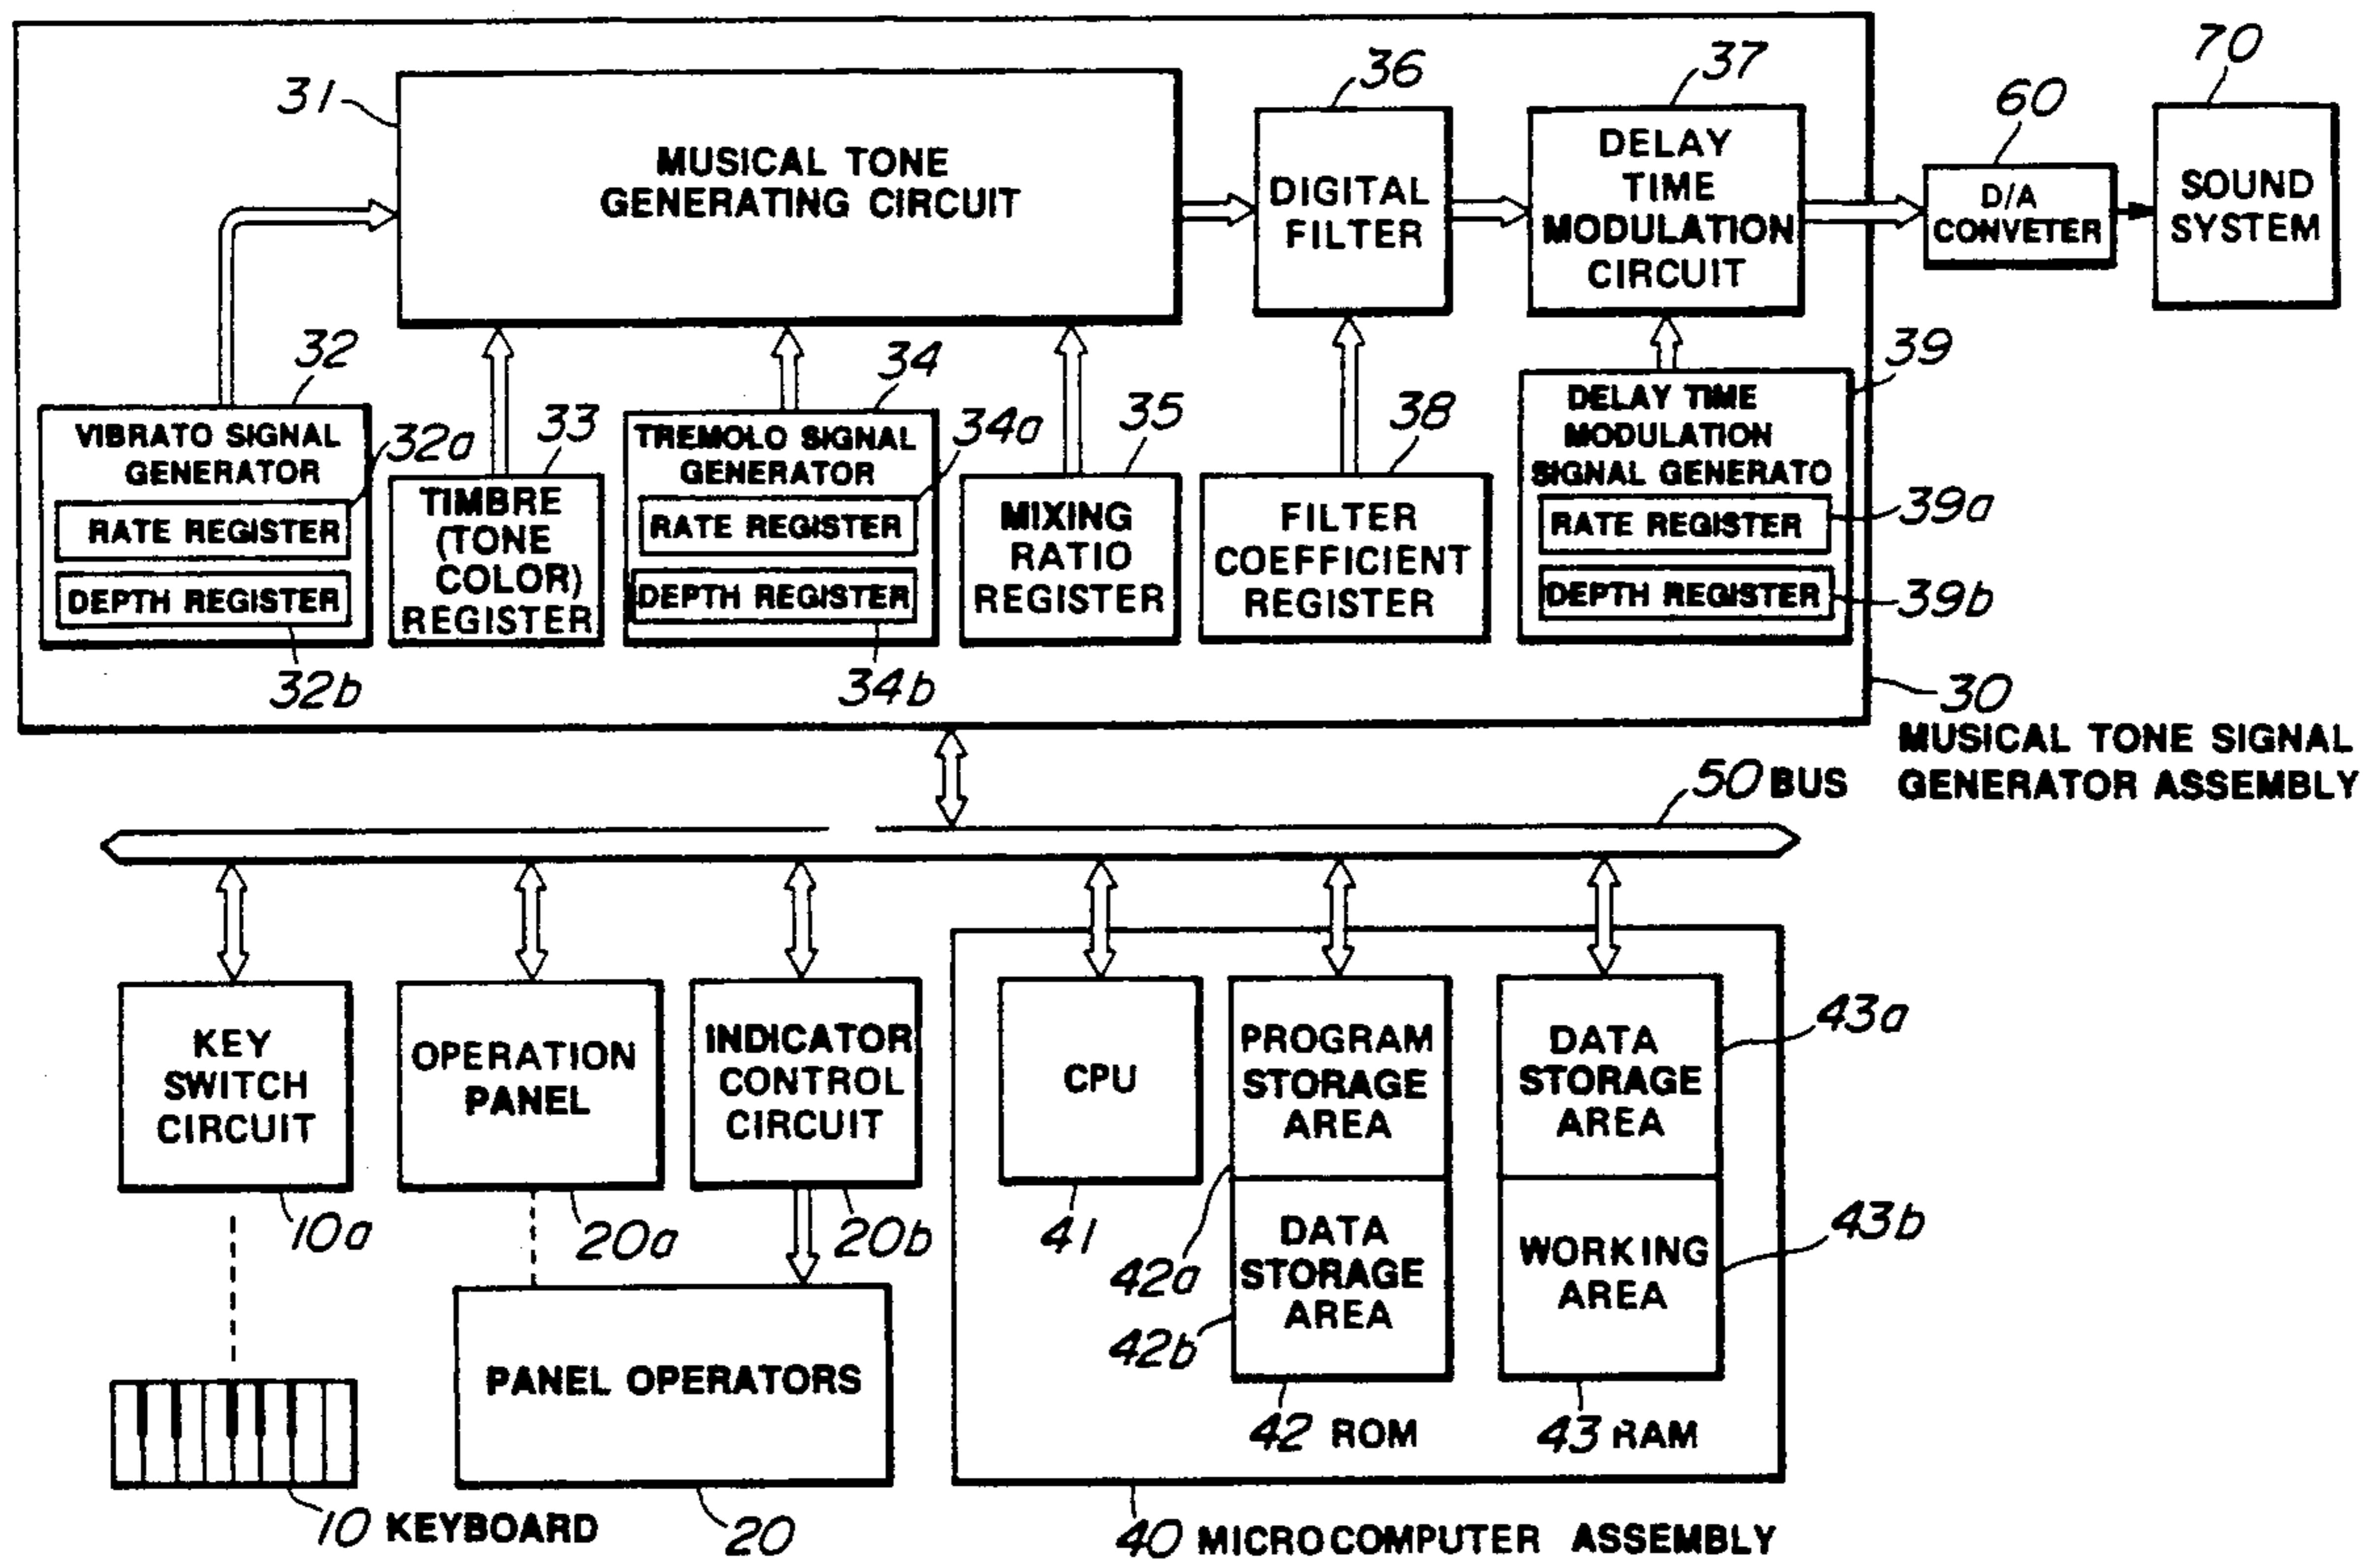 31
MUSICAL TONE
GENERATING CIRCUIT
36
DIGITAL
FILTER
37
DELAY
TIME
MODULATION
CIRCUIT
60
D/A
CONVETER
70
SOUND
SYSTEM
32
VIBRATO SIGNAL
GENERATOR
32a
RATE REGISTER
DEPTH REGISTER
32b
33
TIMBRE
(TONE
COLOR)
REGISTER
34
TREMOLO SIGNAL
GENERATOR
34a
RATE REGISTER
DEPTH REGISTER
34b
35
MIXING
RATIO
REGISTER
38
FILTER
COEFFICIENT
REGISTER
39
DELAY TIME
MODULATION
SIGNAL GENERATO
RATE REGISTER
39a
DEPTH REGISTER
39b
30
MUSICAL TONE SIGNAL
GENERATOR ASSEMBLY
50 BUS
KEY
SWITCH
CIRCUIT
10a
OPERATION
PANEL
20a
INDICATOR
CONTROL
CIRCUIT
20b
CPU
41
PROGRAM
STORAGE
AREA
42a
DATA
STORAGE
AREA
42b
42 ROM
DATA
STORAGE
AREA
43a
WORKING
AREA
43b
43 RAM
PANEL OPERATORS
20
10 KEYBOARD
40 MICROCOMPUTER ASSEMBLY